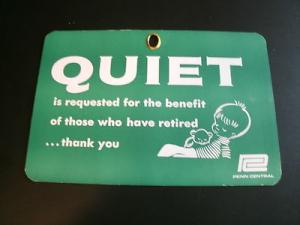 QUIET
is requested for the benefit
of those who have retired
...thank you
PENN CENTRAL